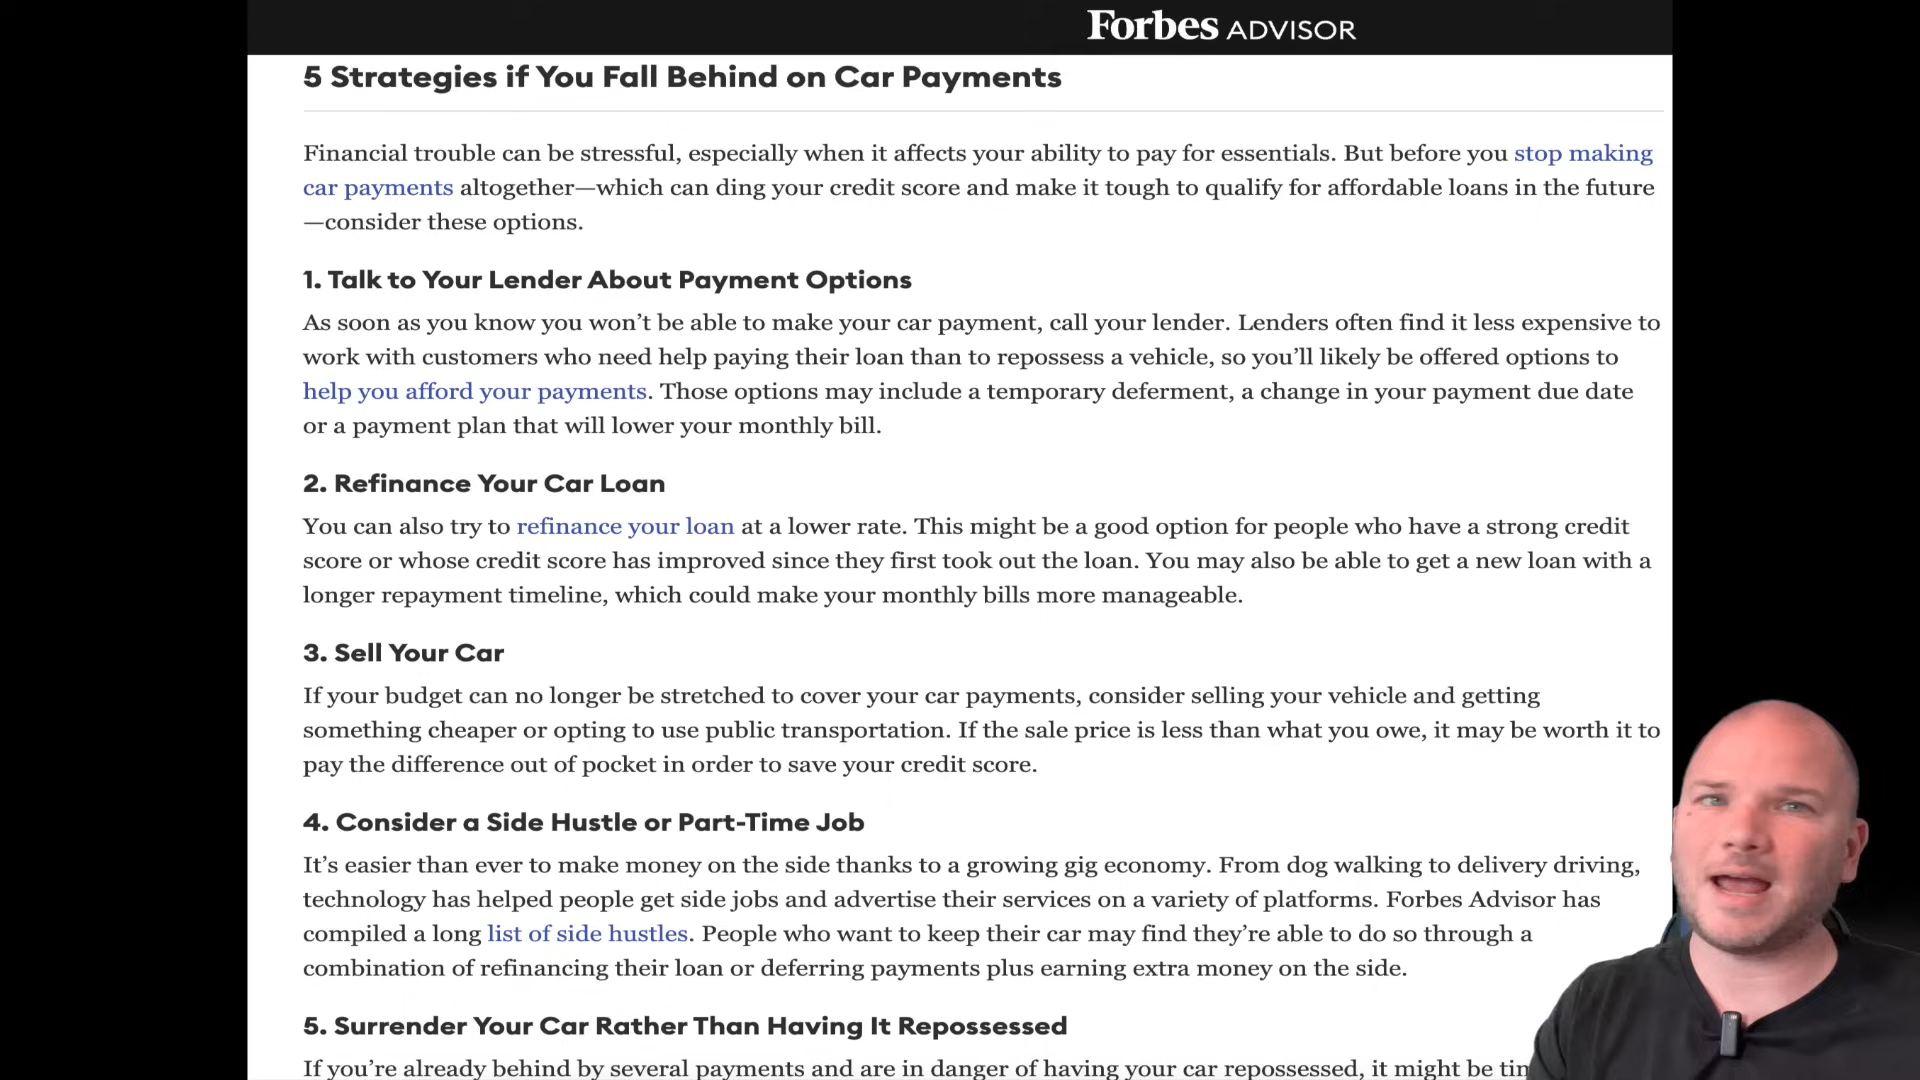 Forbes ADVISOR
5 Strategies if You Fall Behind on Car Payments
Financial trouble can be stressful, especially when it affects your ability to pay for essentials. But before you stop making
car payments altogether—which can ding your credit score and make it tough to qualify for affordable loans in the future
—consider these options.
1. Talk to Your Lender About Payment Options
As soon as you know you won’t be able to make your car payment, call your lender. Lenders often find it less expensive to
work with customers who need help paying their loan than to repossess a vehicle, so you’ll likely be offered options to
help you afford your payments. Those options may include a temporary deferment, a change in your payment due date
or a payment plan that will lower your monthly bill.
2. Refinance Your Car Loan
You can also try to refinance your loan at a lower rate. This might be a good option for people who have a strong credit
score or whose credit score has improved since they first took out the loan. You may also be able to get a new loan with a
longer repayment timeline, which could make your monthly bills more manageable.
3. Sell Your Car
If your budget can no longer be stretched to cover your car payments, consider selling your vehicle and getting
something cheaper or opting to use public transportation. If the sale price is less than what you owe, it may be worth it to
pay the difference out of pocket in order to save your credit score.
4. Consider a Side Hustle or Part-Time Job
It’s easier than ever to make money on the side thanks to a growing gig economy. From dog walking to delivery driving,
technology has helped people get side jobs and advertise their services on a variety of platforms. Forbes Advisor has
compiled a long list of side hustles. People who want to keep their car may find they’re able to do so through a
combination of refinancing their loan or deferring payments plus earning extra money on the side.
5. Surrender Your Car Rather Than Having It Repossessed
If you’re already behind by several payments and are in danger of having your car repossessed, it might be